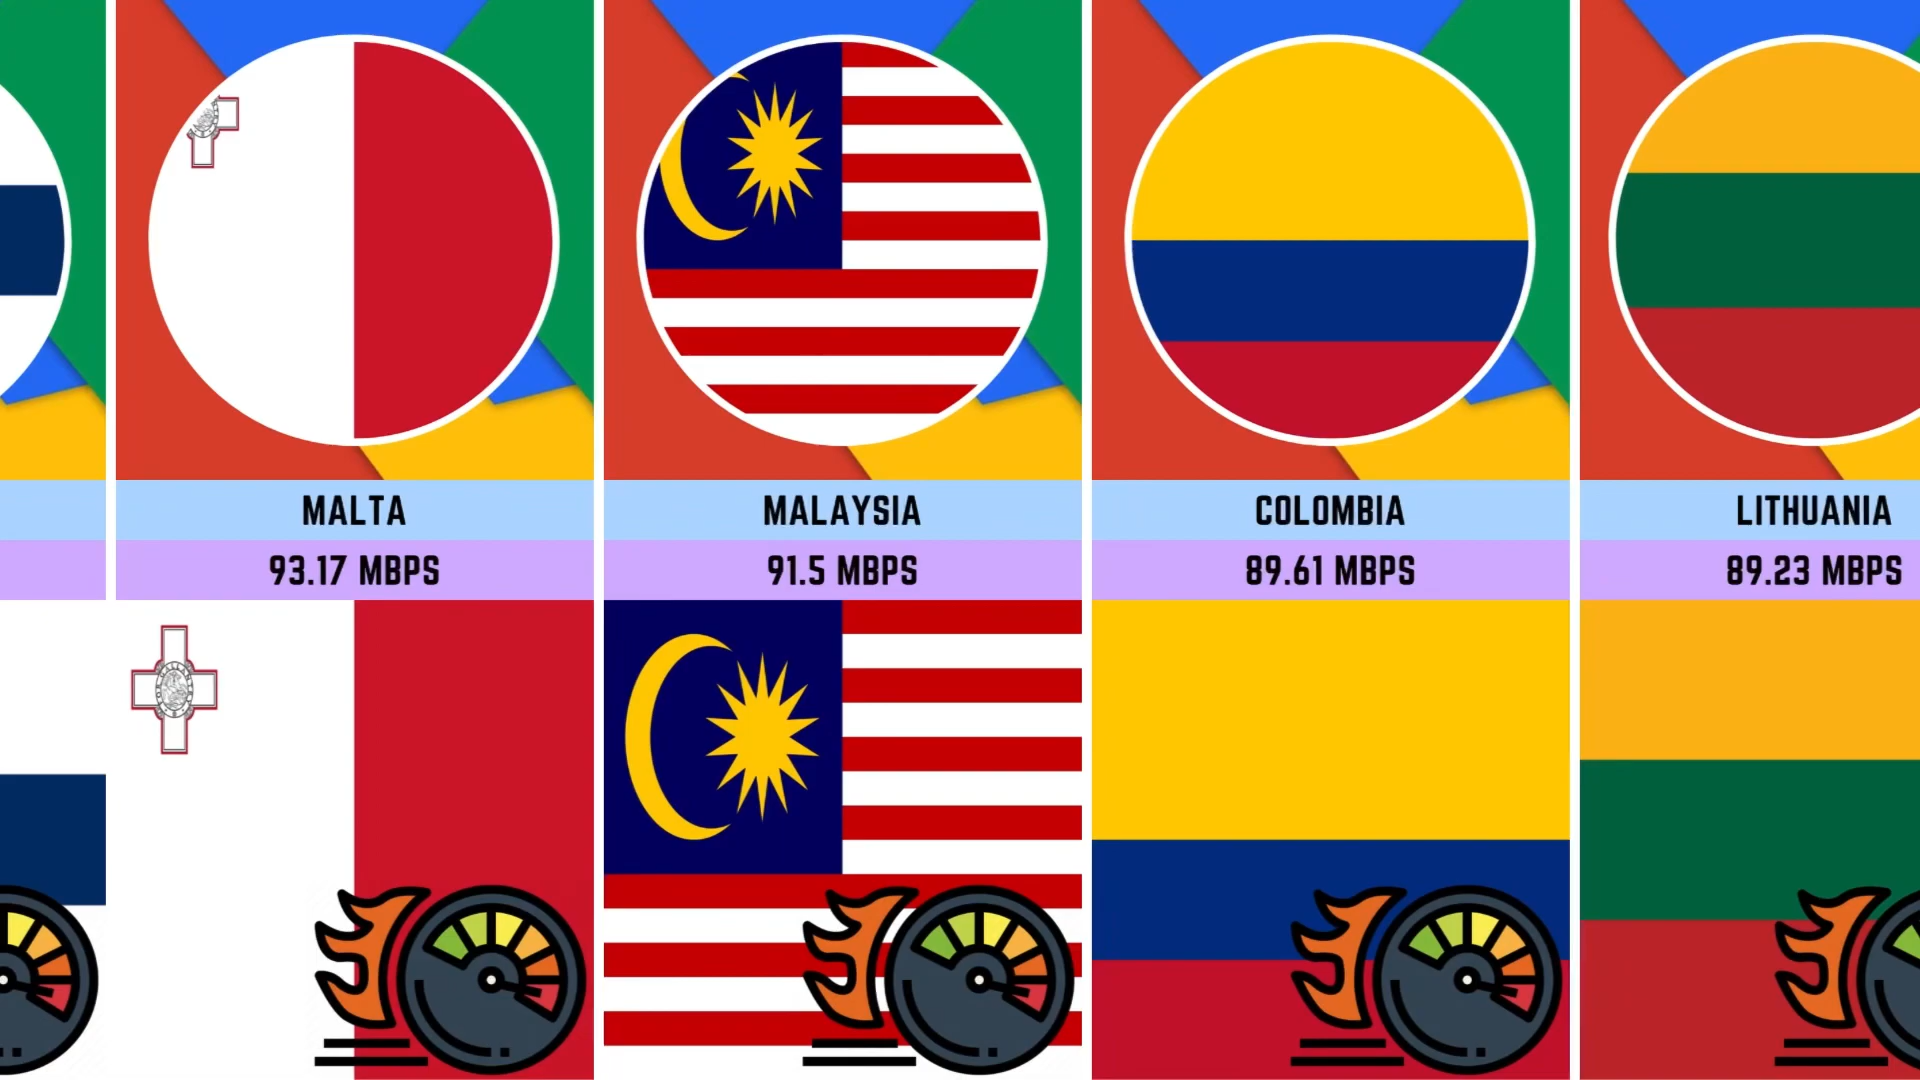 MALTA
93.17 MBPS
MALAYSIA
91.5 MBPS
COLOMBIA
89.61 MBPS
LITHUANIA
89.23 MBPS